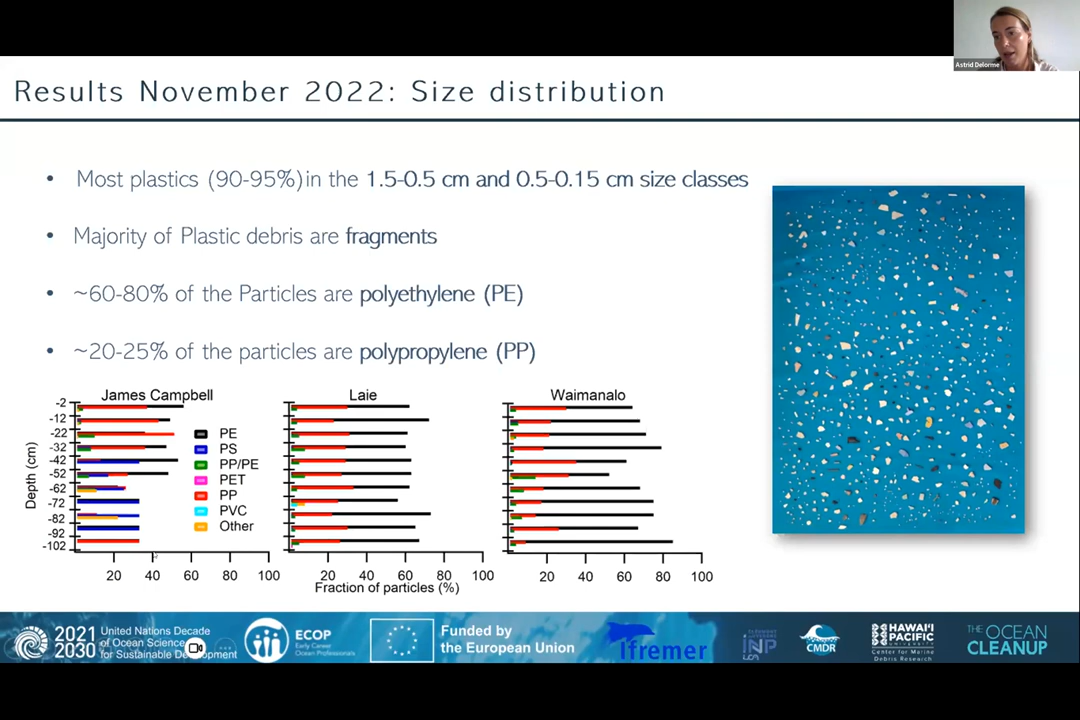 Astrid Delorme
Results November 2022: Size distribution
• Most plastics (90-95%)in the 1.5-0.5 cm and 0.5-0.15 cm size classes
• Majority of Plastic debris are fragments
• ~60-80% of the Particles are polyethylene (PE)
• ~20-25% of the particles are polypropylene (PP)
James Campbell
Laie
Waimanalo
Depth (cm)
-2
-12
-22
-32
-42
-52
-62
-72
-82
-92
-102
PE
PS
PP/PE
PET
PP
PVC
Other
20 40 60 80 100
20 40 60 80 100
20 40 60 80 100
Fraction of particles (%)
2021
2030
United Nations Decade
of Ocean Science
for Sustainable
ECOP
Early Career
Ocean Professionals
Funded by
the European Union
Ifremer
CMDR
HAWAI'I
PACIFIC
UNIVERSITY
Center for Marine
Debris Research
THE OCEAN
CLEANUP